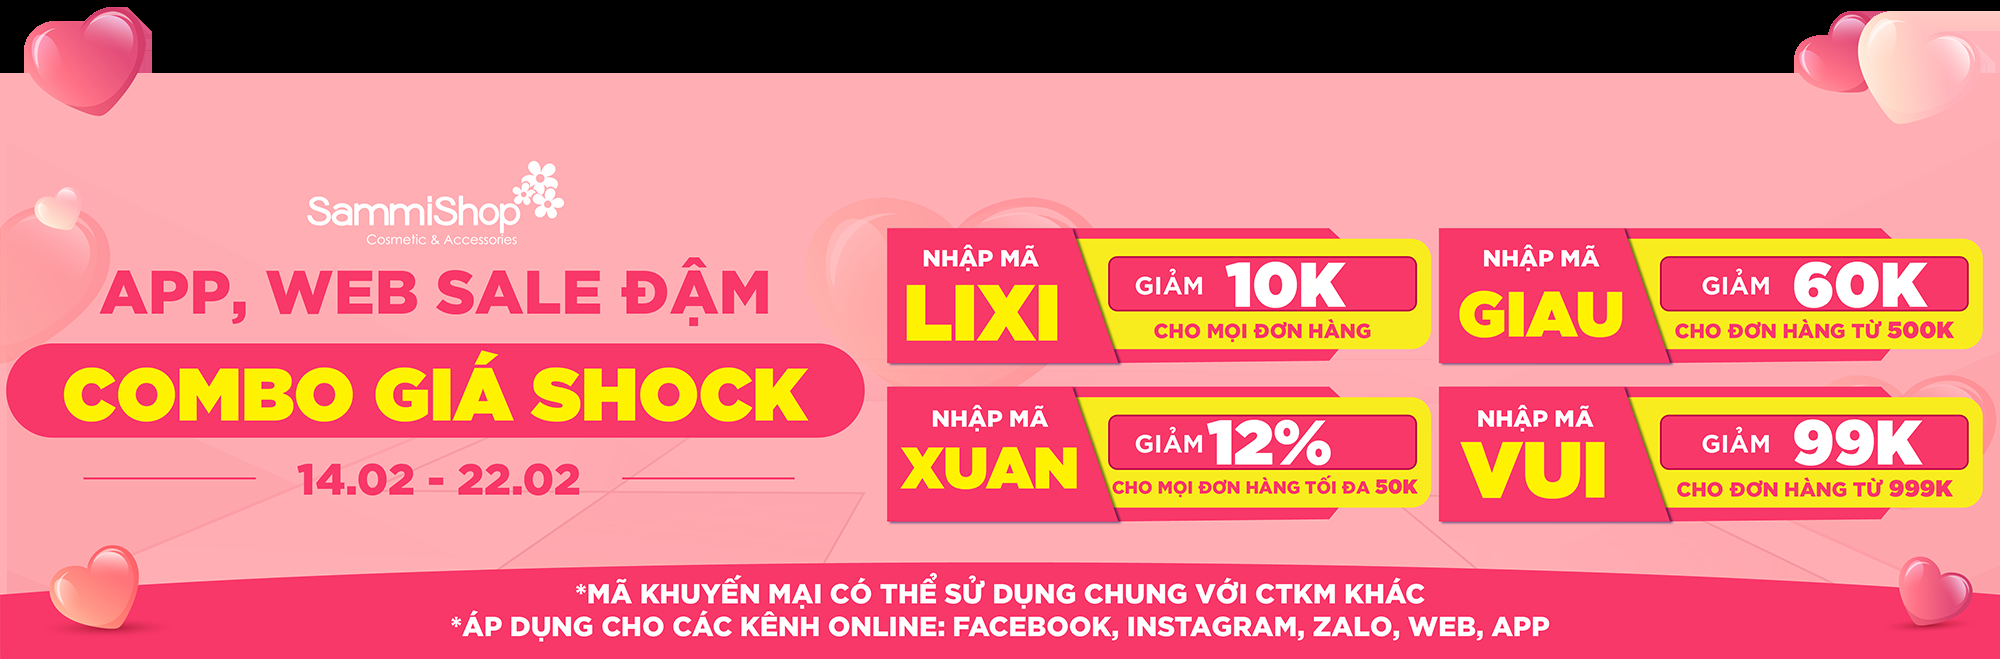 SammiShop
Cosmetic & Accessories
APP, WEB SALE ĐẬM
COMBO GIÁ SHOCK
14.02 - 22.02
NHẬP MÃ
LIXI
GIẢM 10K
CHO MỌI ĐƠN HÀNG
NHẬP MÃ
GIAU
GIẢM 60K
CHO ĐƠN HÀNG TỪ 500K
NHẬP MÃ
XUAN
GIẢM 12%
CHO MỌI ĐƠN HÀNG TỐI ĐA 50K
NHẬP MÃ
VUI
GIẢM 99K
CHO ĐƠN HÀNG TỪ 999K
*MÃ KHUYẾN MẠI CÓ THỂ SỬ DỤNG CHUNG VỚI CTKM KHÁC
*ÁP DỤNG CHO CÁC KÊNH ONLINE: FACEBOOK, INSTAGRAM, ZALO, WEB, APP